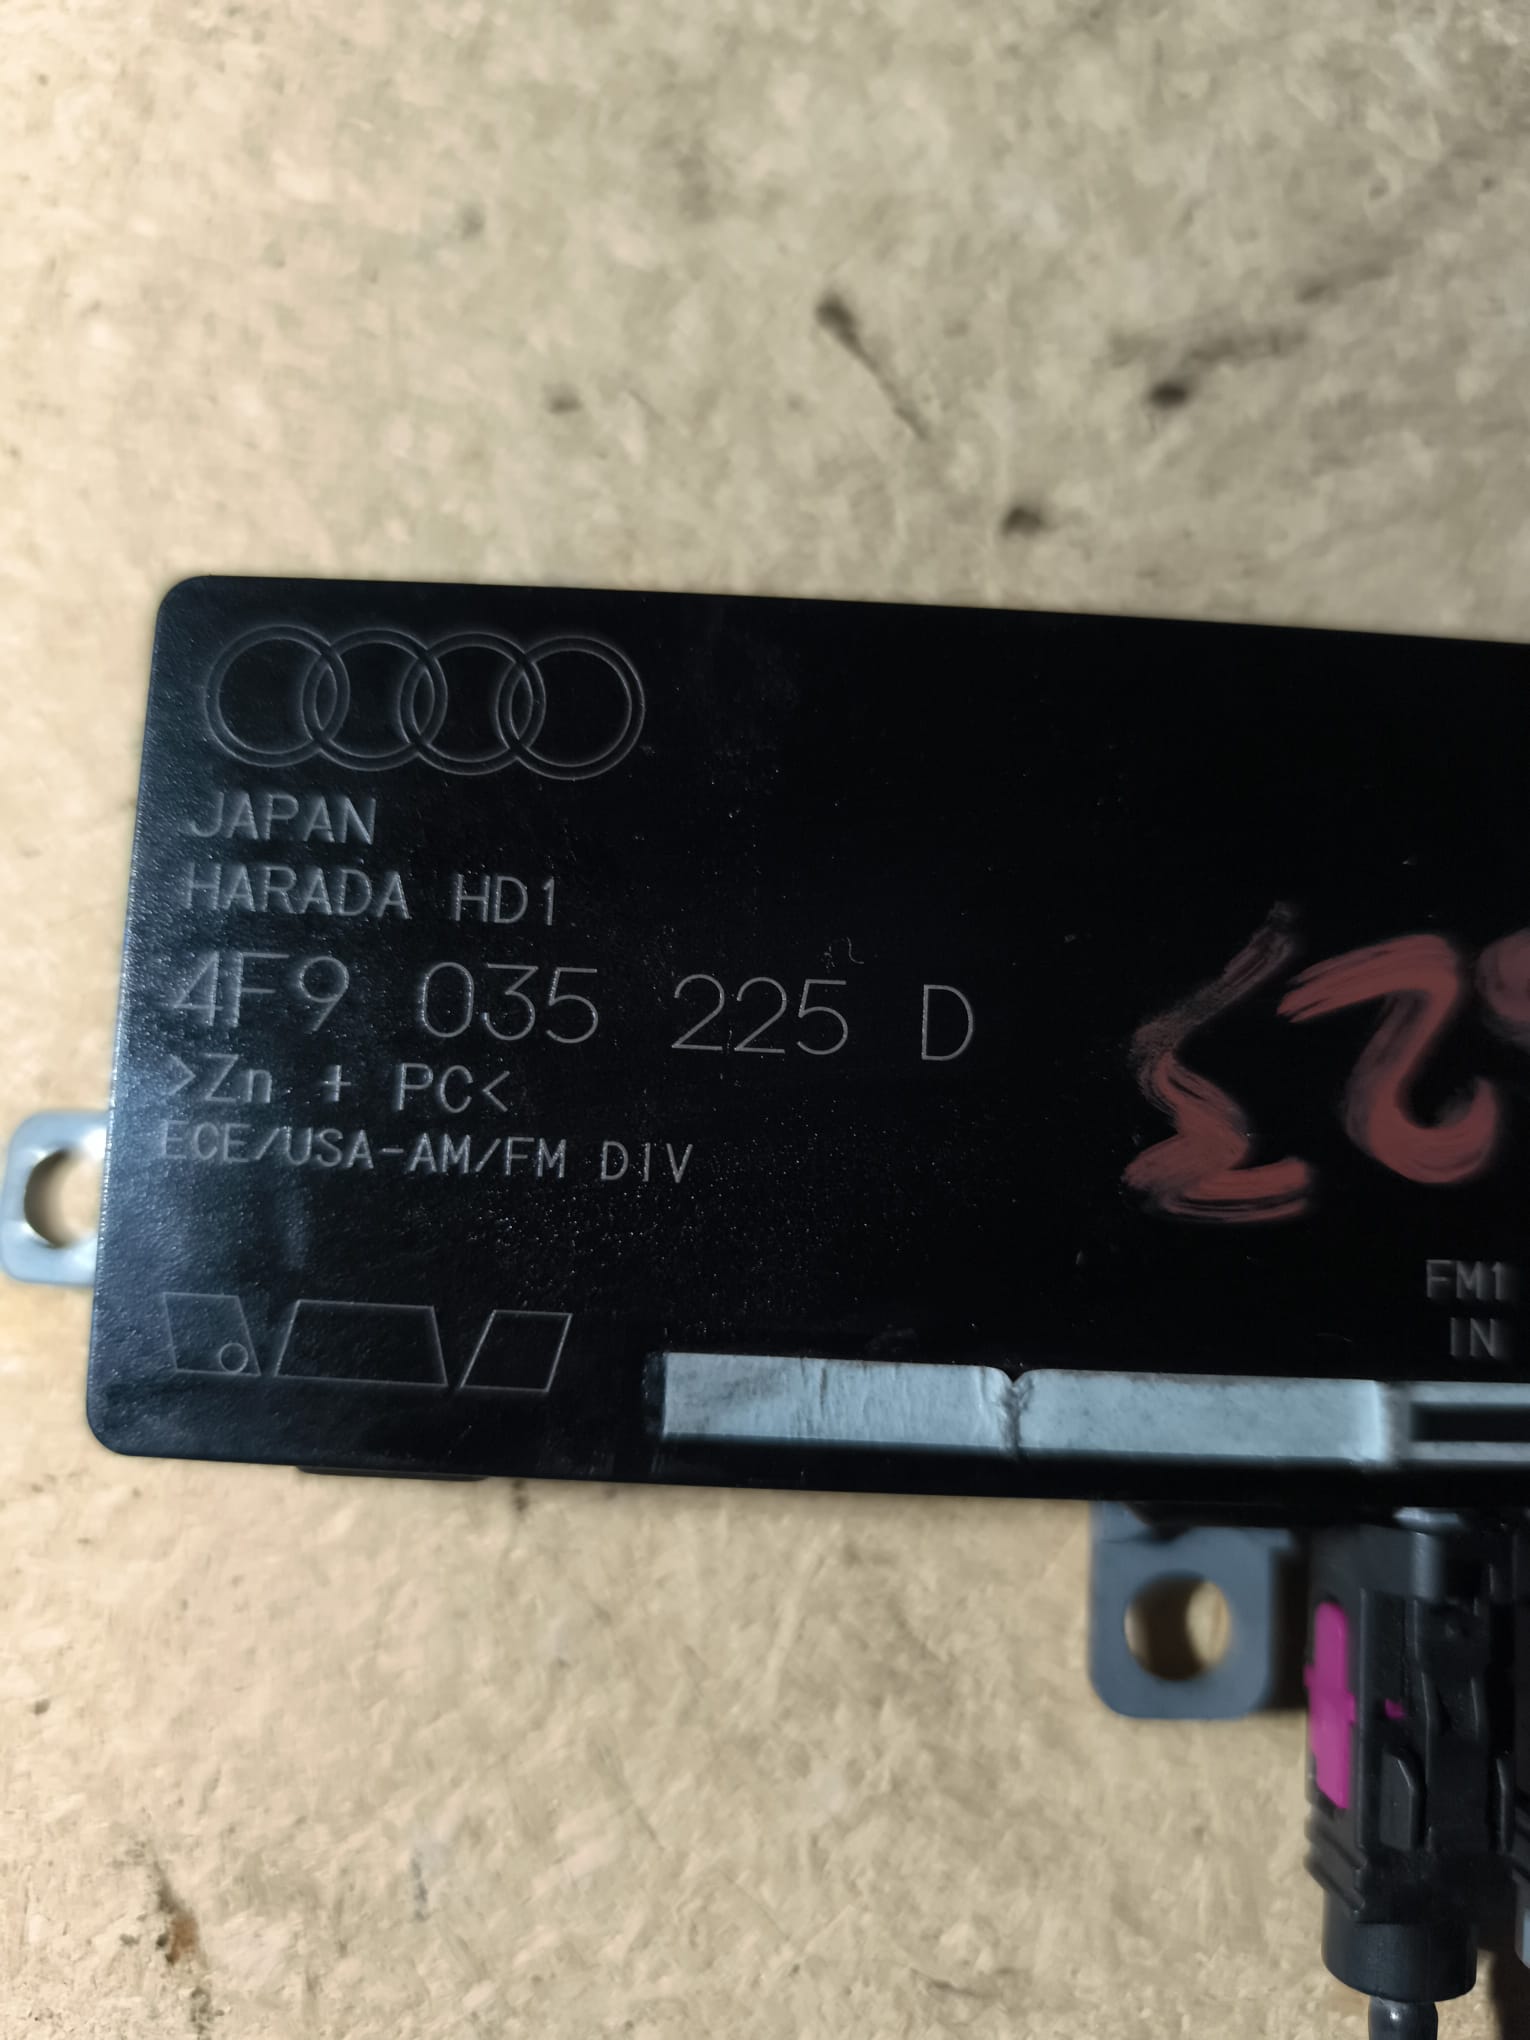 JAPAN
HARADA HD1
4F9 035 225 D
>Zn + PC<
ECE/USA-AM/FM DIV
FM1
IN